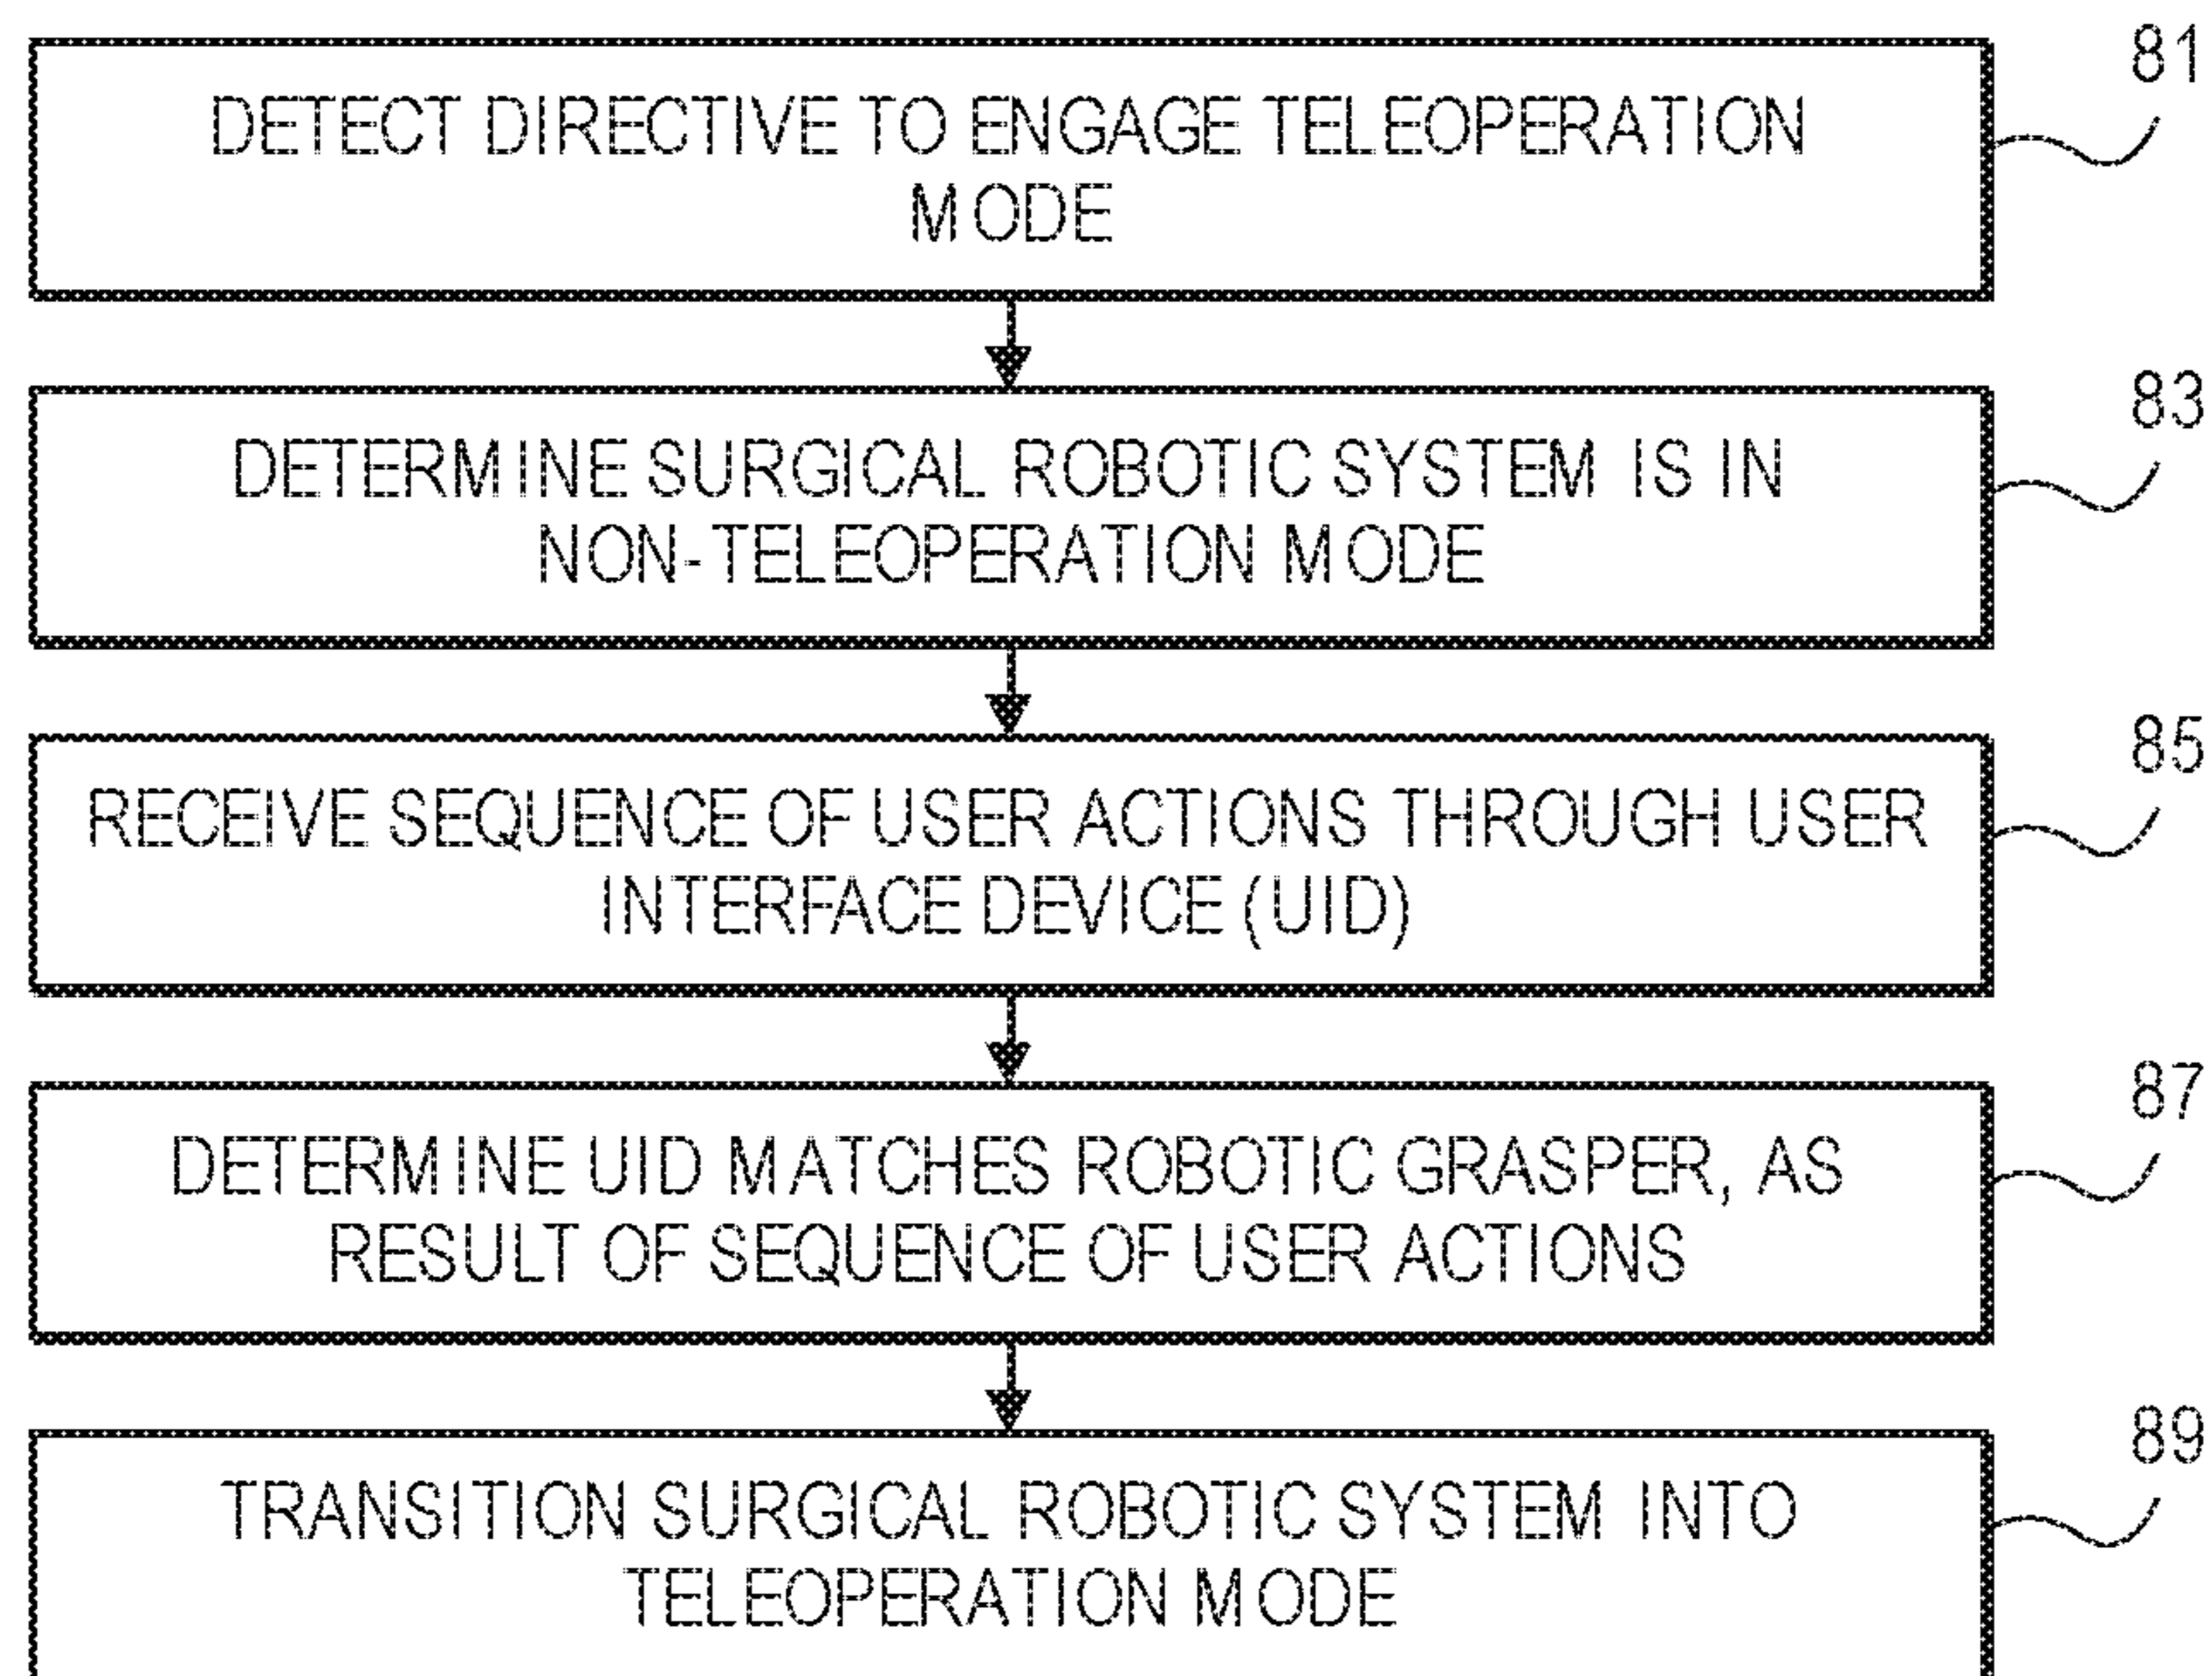 81
DETECT DIRECTIVE TO ENGAGE TELEOPERATION
MODE
83
DETERMINE SURGICAL ROBOTIC SYSTEM IS IN
NON-TELEOPERATION MODE
85
RECEIVE SEQUENCE OF USER ACTIONS THROUGH USER
INTERFACE DEVICE (UID)
87
DETERMINE UID MATCHES ROBOTIC GRASPER, AS
RESULT OF SEQUENCE OF USER ACTIONS
89
TRANSITION SURGICAL ROBOTIC SYSTEM INTO
TELEOPERATION MODE